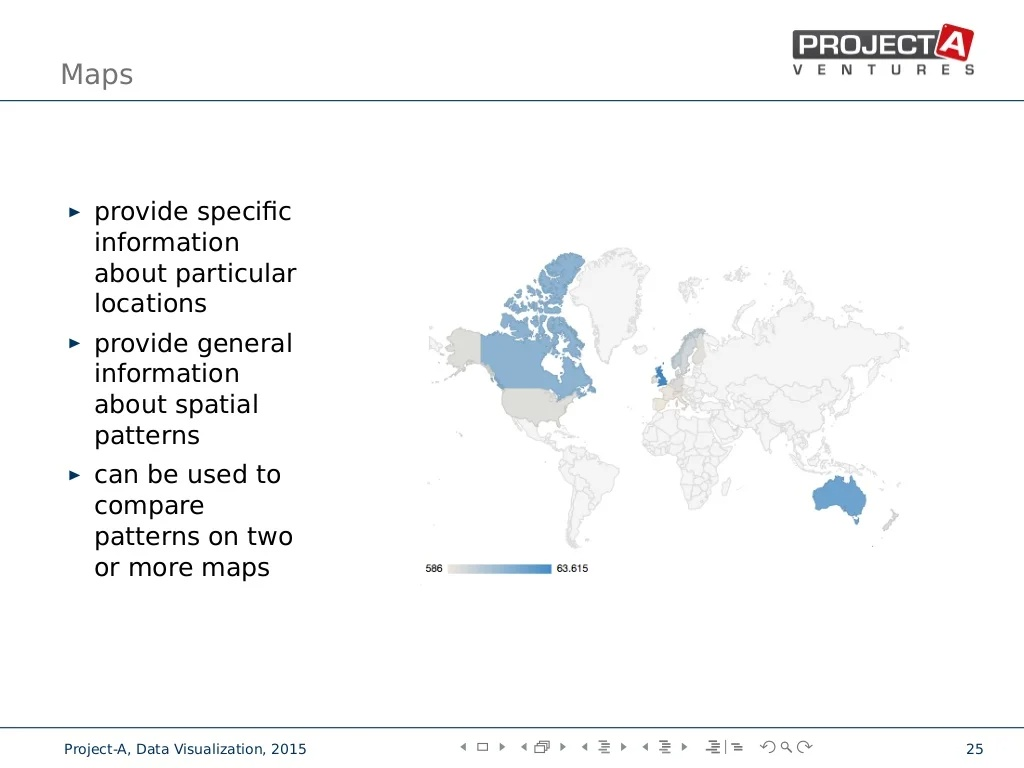 PROJECT A
VENTURES
Maps
► provide specific
information
about particular
locations
► provide general
information
about spatial
patterns
► can be used to
compare
patterns on two
or more maps
586 63.615
Project-A, Data Visualization, 2015 25